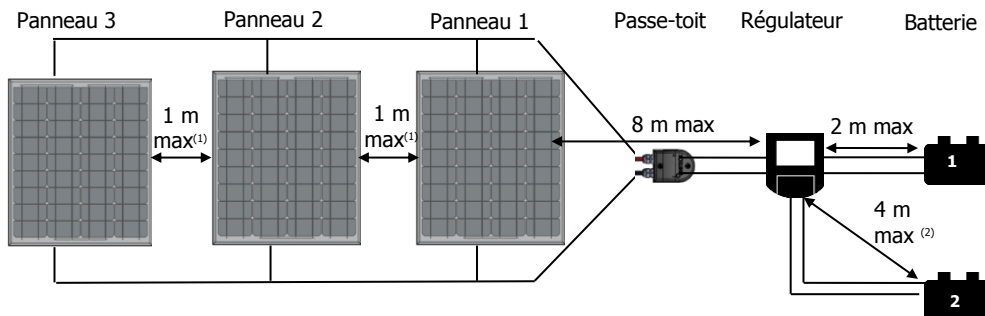 Panneau 3
Panneau 2
Panneau 1
Passe-toit
Régulateur
Batterie
1 m
max(1)
1 m
max(1)
8 m max
2 m max
1
4 m
max (2)
2